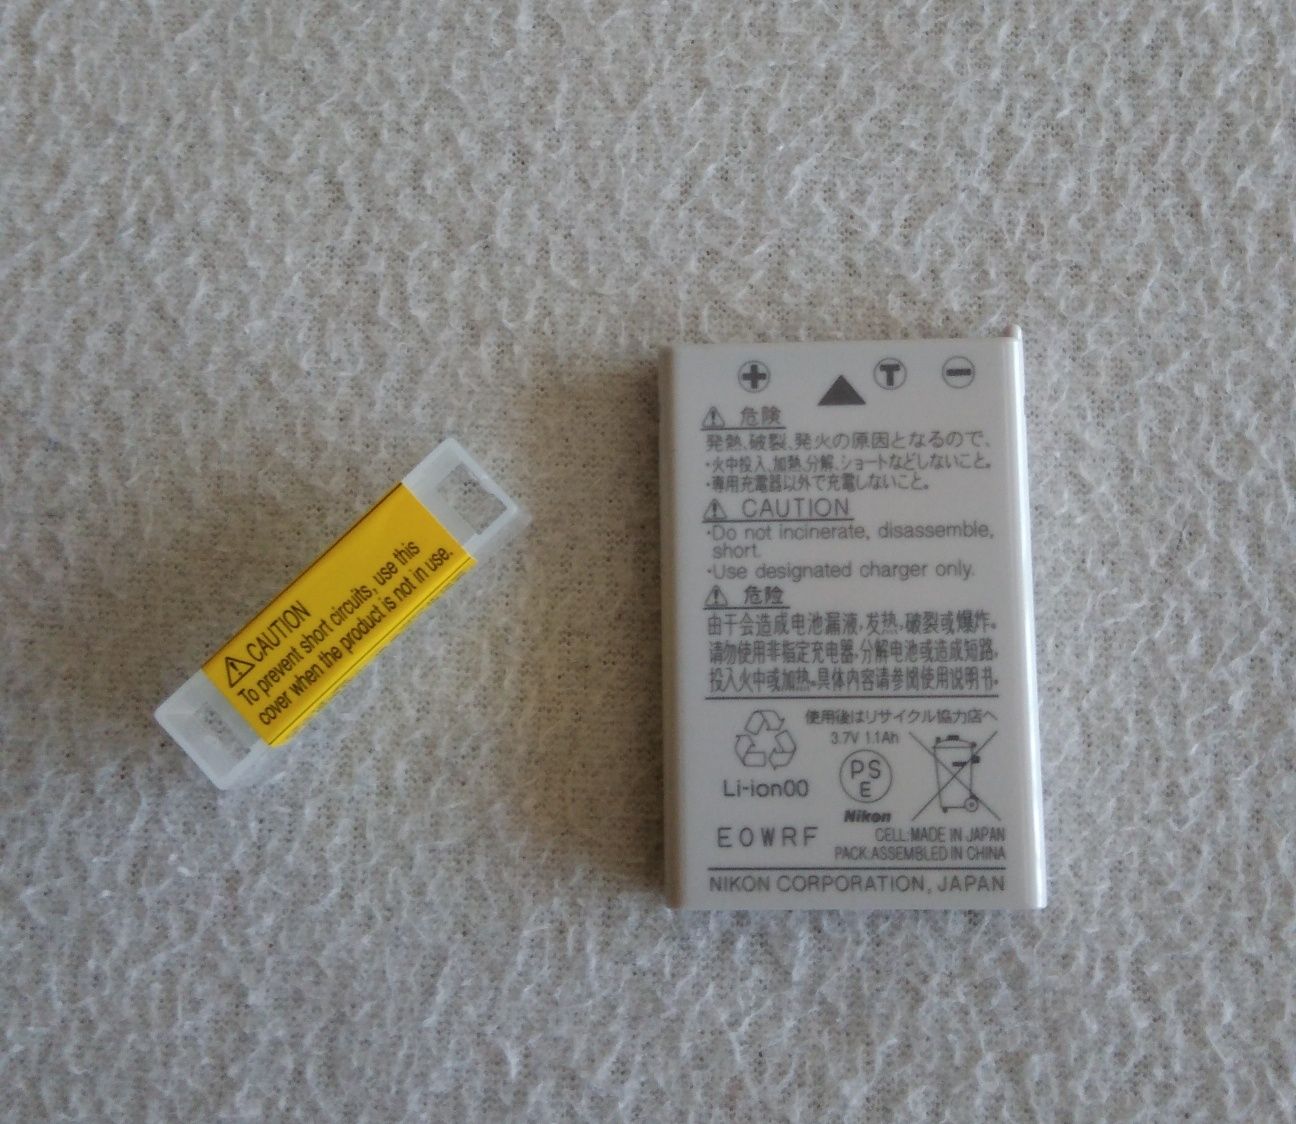 ⚠CAUTION
To prevent short circuits, use this
cover when the product is not in use.
+ T −
⚠ 危険
発熱、破裂、発火の原因となるので、
・火中投入、加熱、分解、ショートなどしないこと。
・専用充電器以外で充電しないこと。
⚠ CAUTION
・Do not incinerate, disassemble,
short.
・Use designated charger only.
⚠ 危险
由于会造成电池漏液，发热，破裂或爆炸。
请勿使用非指定充电器，分解电池或造成短路，
投入火中或加热。具体内容请参阅使用说明书。
使用後はリサイクル協力店へ
3.7V 1.1Ah
PS
E
Li-ion00
Nikon
E0WRF
CELL:MADE IN JAPAN
PACK:ASSEMBLED IN CHINA
NIKON CORPORATION, JAPAN